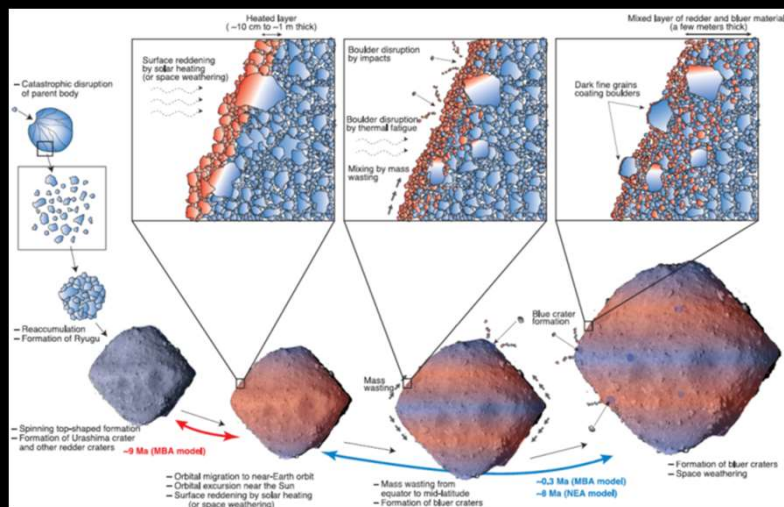 Heated layer
(~10 cm to ~1 m thick)
Mixed layer of redder and bluer material
(a few meters thick)
Surface reddening
by solar heating
(or space weathering)
Boulder disruption
by impacts
Boulder disruption
by thermal fatigue
Mixing by mass
wasting
Dark fine grains
coating boulders
– Catastrophic disruption
of parent body
– Reaccumulation
– Formation of Ryugu
Mass
wasting
Blue crater
formation
– Spinning top-shaped formation
– Formation of Urashima crater
and other redder craters
~9 Ma (MBA model)
– Orbital migration to near-Earth orbit
– Orbital excursion near the Sun
– Surface reddening by solar heating
(or space weathering)
– Mass wasting from
equator to mid-latitude
– Formation of bluer craters
~0.3 Ma (MBA model)
~8 Ma (NEA model)
– Formation of bluer craters
– Space weathering